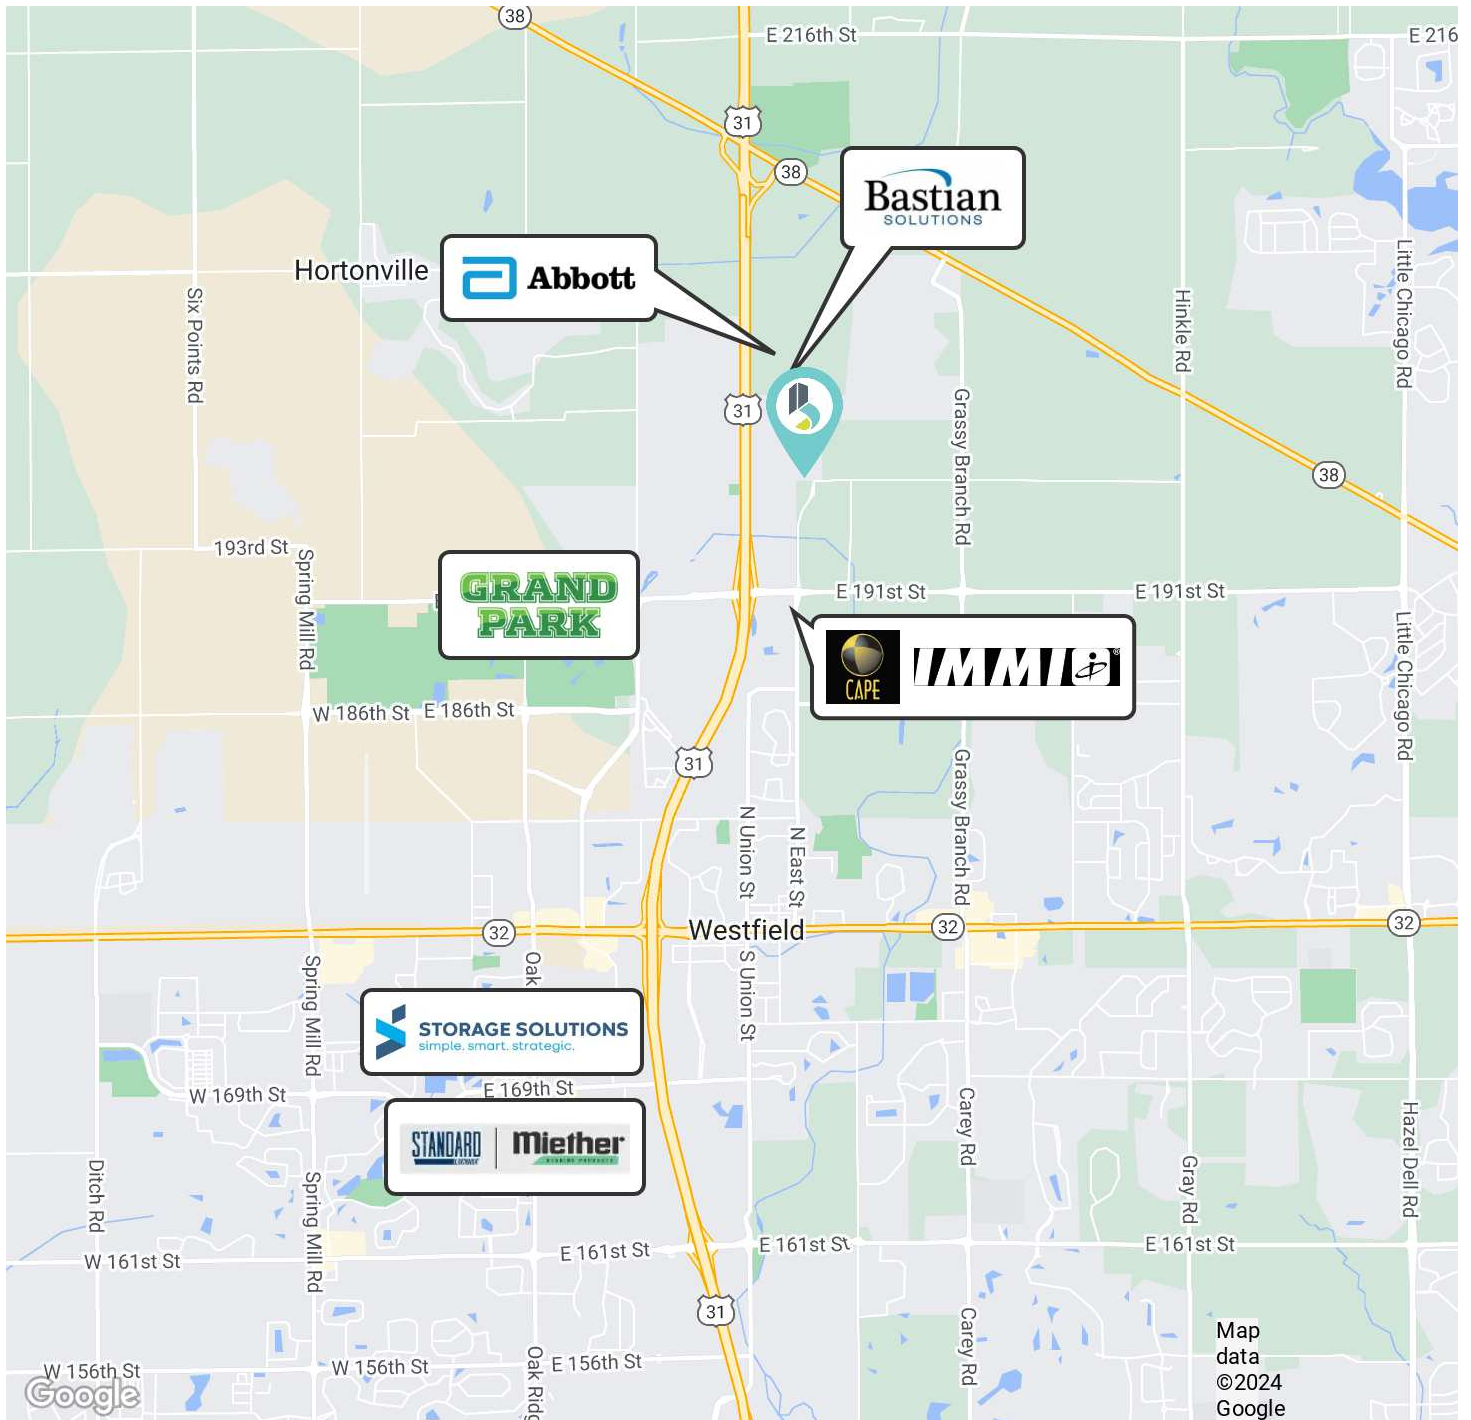 38
E 216th St
E 216
31
38
Bastian
SOLUTIONS
Hortonville
Abbott
Little Chicago Rd
Six Points Rd
Hinkle Rd
31
Grassy Branch Rd
38
193rd St
Spring Mill Rd
GRAND
PARK
E 191st St
E 191st St
CAPE
IMMI
Little Chicago Rd
W 186th St
E 186th St
31
Grassy Branch Rd
N Union St
N East St
32
Westfield
32
32
Oak
Spring Mill Rd
S Union St
STORAGE SOLUTIONS
simple. smart. strategic.
W 169th St
E 169th St
Carey Rd
Hazel Dell Rd
STANDARD
Miether
Ditch Rd
Spring Mill Rd
Gray Rd
W 161st St
E 161st St
E 161st St
E 161st St
31
Carey Rd
Map
data
©2024
Google
W 156th St
W 156th St
E 156th St
Oak Ridg
Google